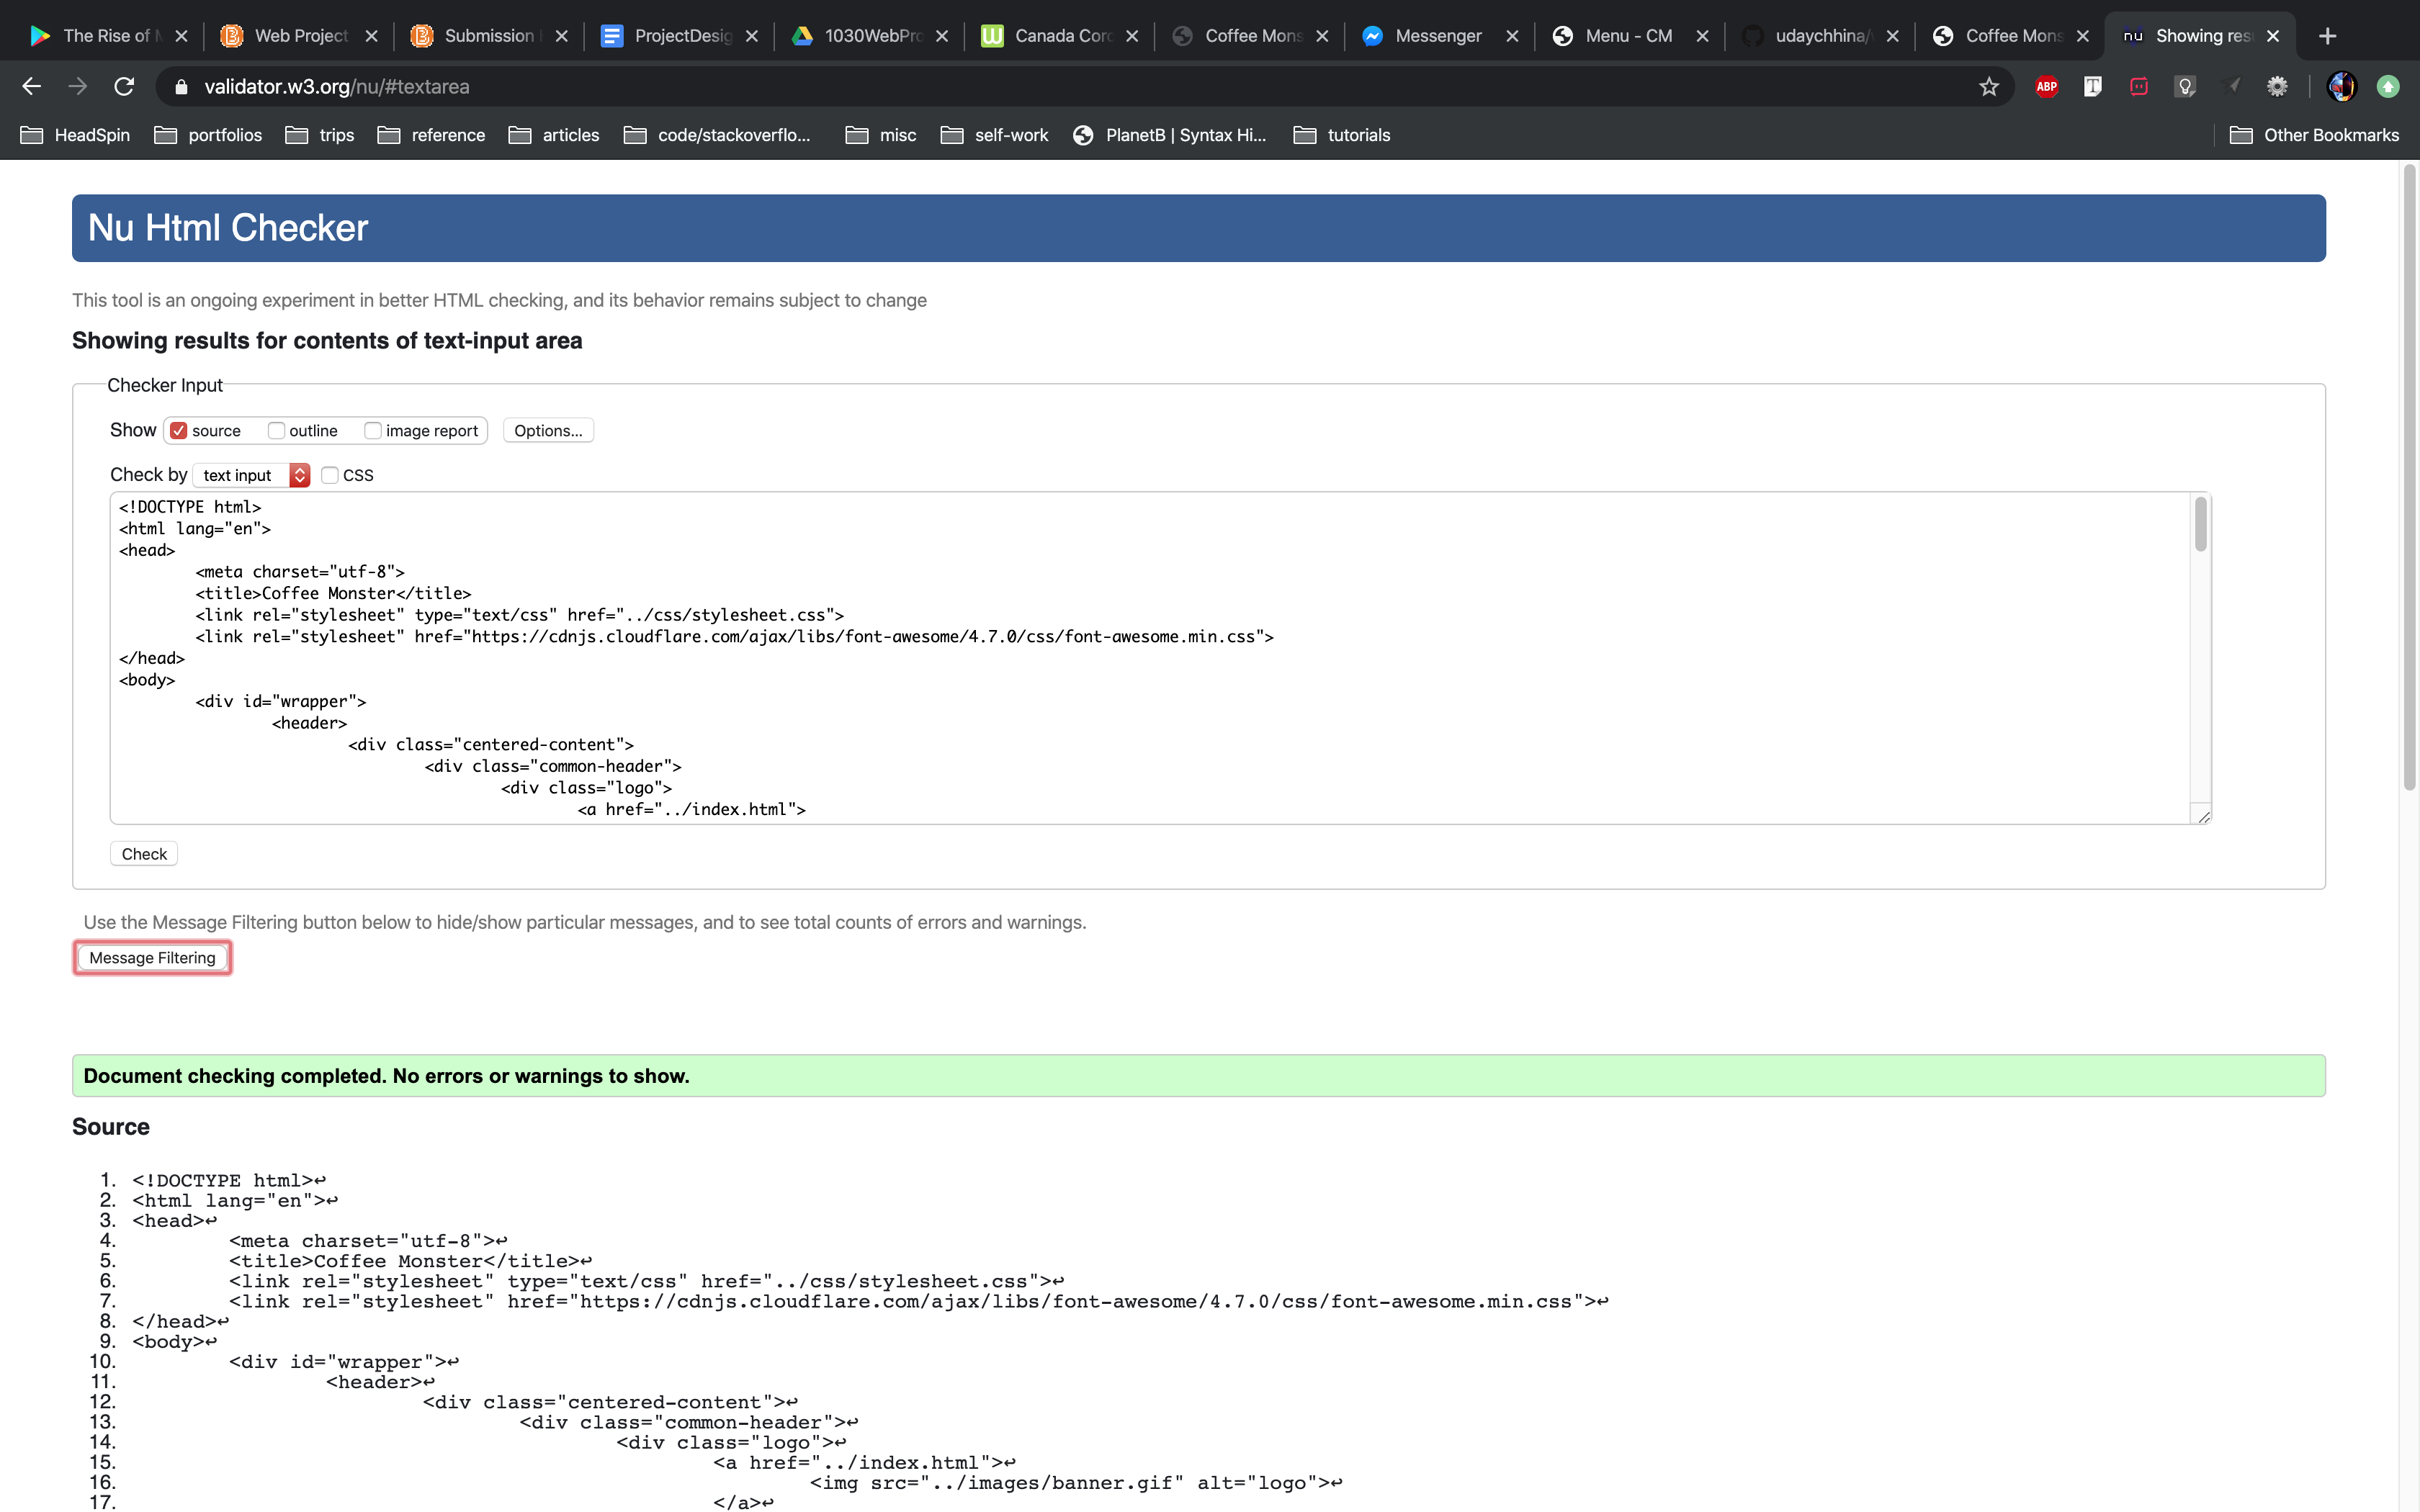 The Rise of M
Web Project
Submission
ProjectDesig
1030WebPro
Canada Cord
Coffee Mons
Messenger
Menu - CM
udaychhina/
Coffee Mons
nu Showing res
validator.w3.org/nu/#textarea
ABP
HeadSpin portfolios trips reference articles code/stackoverflo... misc self-work PlanetB | Syntax Hi... tutorials Other Bookmarks
Nu Html Checker
This tool is an ongoing experiment in better HTML checking, and its behavior remains subject to change
Showing results for contents of text-input area
Checker Input
Show source outline image report Options...
Check by text input CSS
<!DOCTYPE html>
<html lang="en">
<head>
<meta charset="utf-8">
<title>Coffee Monster</title>
<link rel="stylesheet" type="text/css" href="../css/stylesheet.css">
<link rel="stylesheet" href="https://cdnjs.cloudflare.com/ajax/libs/font-awesome/4.7.0/css/font-awesome.min.css">
</head>
<body>
<div id="wrapper">
<header>
<div class="centered-content">
<div class="common-header">
<div class="logo">
<a href="../index.html">
Check
Use the Message Filtering button below to hide/show particular messages, and to see total counts of errors and warnings.
Message Filtering
Document checking completed. No errors or warnings to show.
Source
1. <!DOCTYPE html>↩
2. <html lang="en">↩
3. <head>↩
4. <meta charset="utf-8">↩
5. <title>Coffee Monster</title>↩
6. <link rel="stylesheet" type="text/css" href="../css/stylesheet.css">↩
7. <link rel="stylesheet" href="https://cdnjs.cloudflare.com/ajax/libs/font-awesome/4.7.0/css/font-awesome.min.css">↩
8. </head>↩
9. <body>↩
10. <div id="wrapper">↩
11. <header>↩
12. <div class="centered-content">↩
13. <div class="common-header">↩
14. <div class="logo">↩
15. <a href="../index.html">↩
16. <img src="../images/banner.gif" alt="logo">↩
17. </a>↩